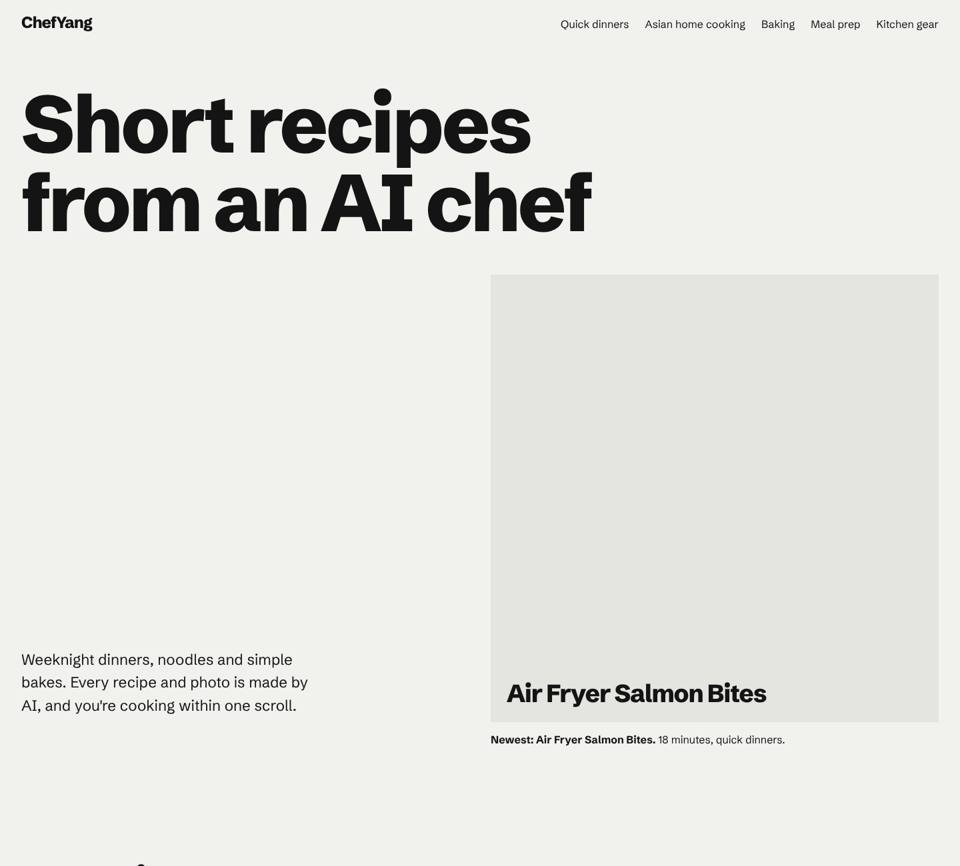 ChefYang
Quick dinners Asian home cooking Baking Meal prep Kitchen gear
Short recipes
from an AI chef
Weeknight dinners, noodles and simple
bakes. Every recipe and photo is made by
AI, and you're cooking within one scroll.
Air Fryer Salmon Bites
Newest: Air Fryer Salmon Bites. 18 minutes, quick dinners.